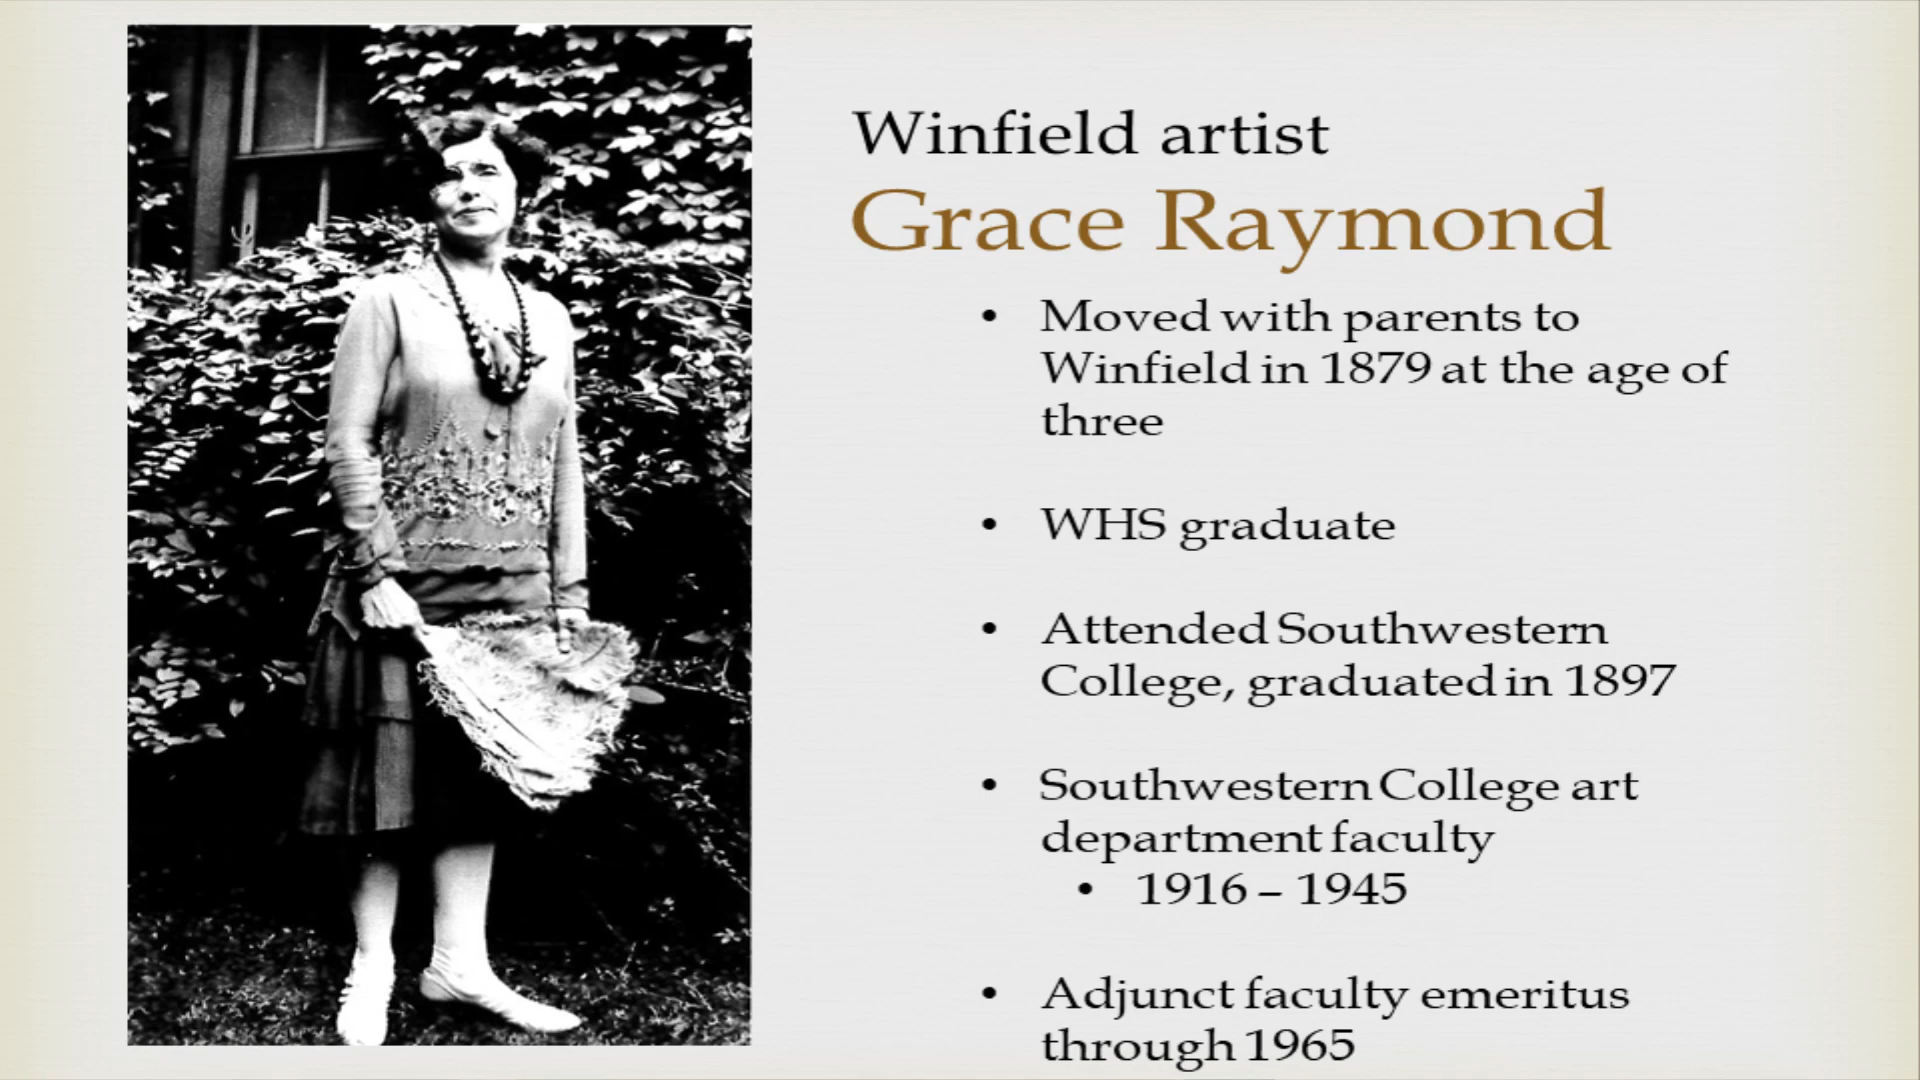 Winfield artist
Grace Raymond
• Moved with parents to
Winfield in 1879 at the age of
three
• WHS graduate
• Attended Southwestern
College, graduated in 1897
• Southwestern College art
department faculty
• 1916 – 1945
• Adjunct faculty emeritus
through 1965